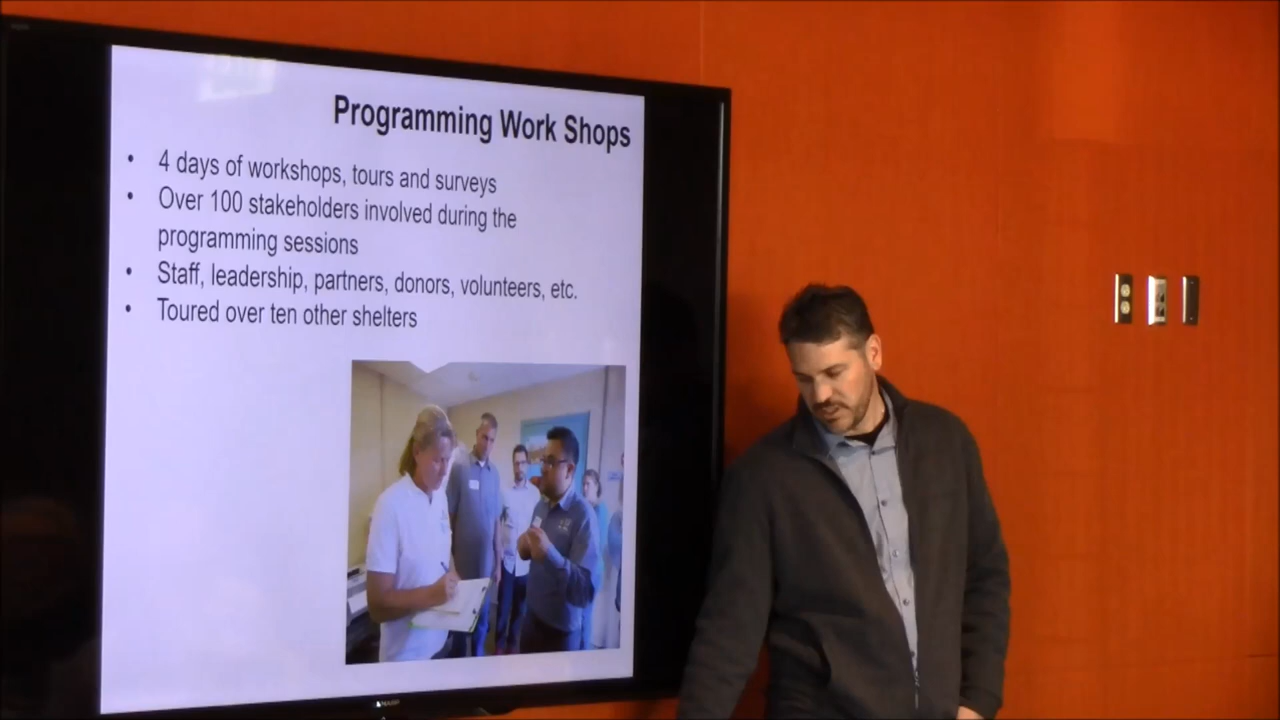 Programming Work Shops
• 4 days of workshops, tours and surveys
• Over 100 stakeholders involved during the
programming sessions
• Staff, leadership, partners, donors, volunteers, etc.
• Toured over ten other shelters